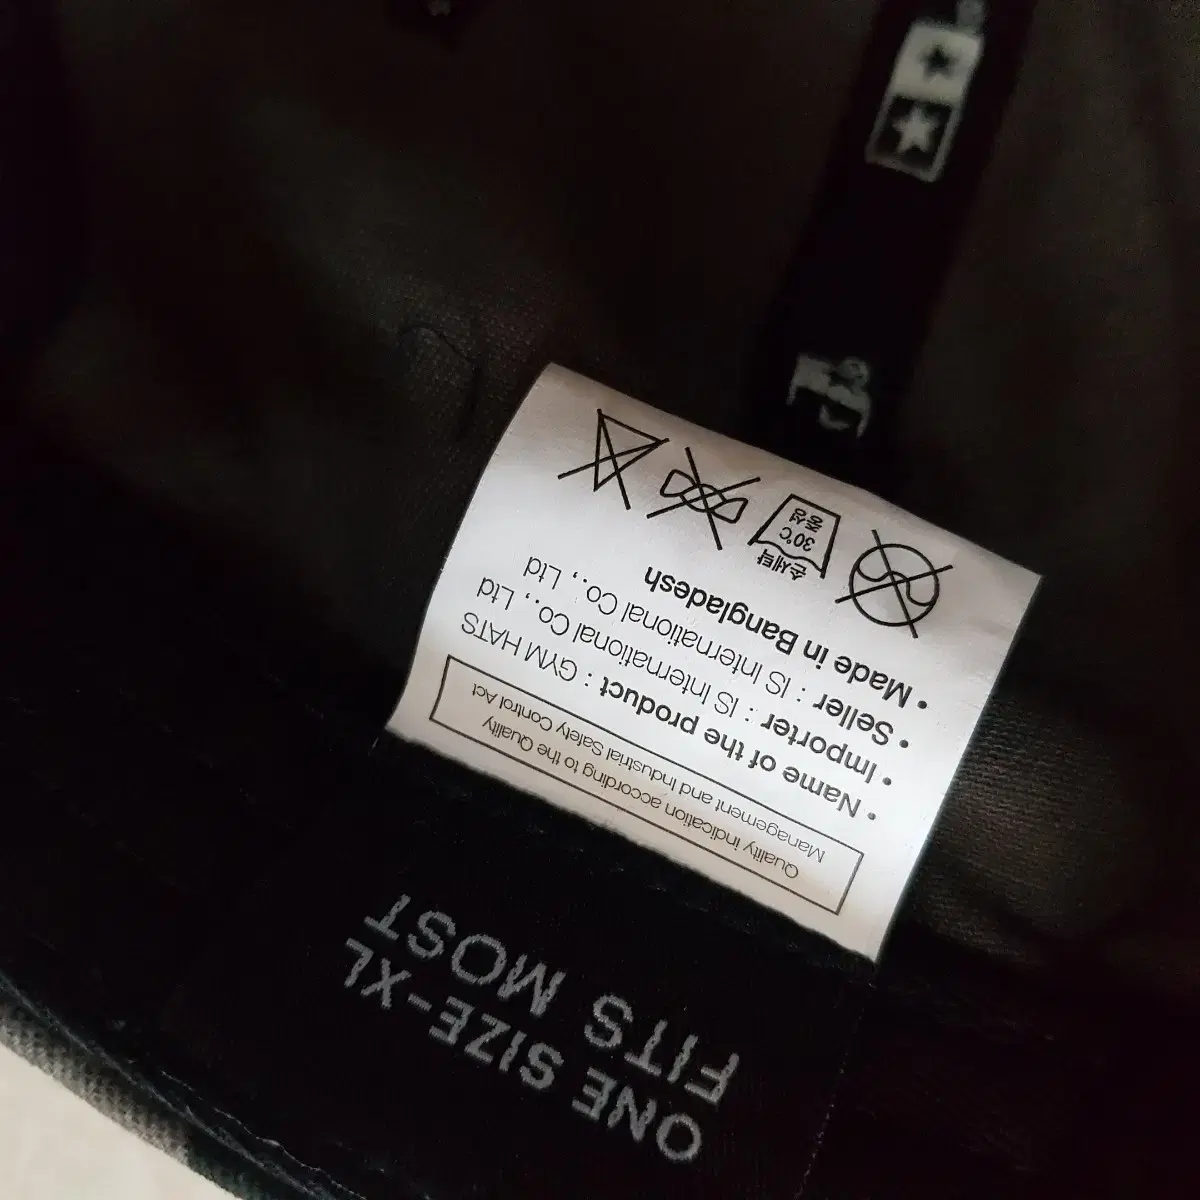 ONE SIZE-XL
FITS MOST
Quality indication according to the Quality
Management and Industrial Safety Control Act
• Name of the product : GYM HATS
• Importer : IS International Co., Ltd
• Seller : IS International Co., Ltd
• Made in Bangladesh
손세탁
30℃
중성